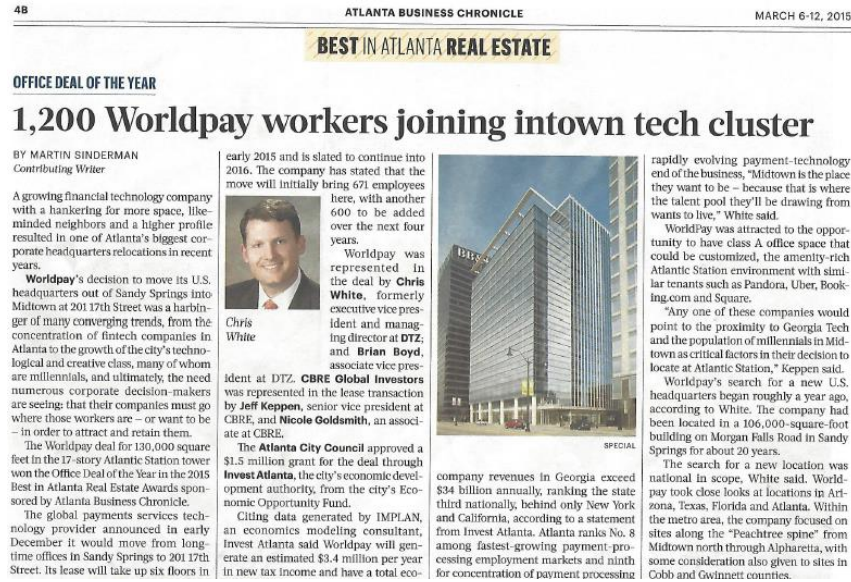 4B
ATLANTA BUSINESS CHRONICLE
MARCH 6-12, 2015
BEST IN ATLANTA REAL ESTATE
OFFICE DEAL OF THE YEAR
1,200 Worldpay workers joining intown tech cluster
BY MARTIN SINDERMAN
Contributing Writer
A growing financial technology company
with a hankering for more space, like-
minded neighbors and a higher profile
resulted in one of Atlanta's biggest cor-
porate headquarters relocations in recent
years.
Worldpay's decision to move its U.S.
headquarters out of Sandy Springs into
Midtown at 201 17th Street was a harbin-
ger of many converging trends, from the
concentration of fintech companies in
Atlanta to the growth of the city's techno-
logical and creative class, many of whom
are millennials, and ultimately, the need
numerous corporate decision-makers
are seeing: that their companies must go
where those workers are – or want to be
– in order to attract and retain them.
The Worldpay deal for 130,000 square
feet in the 17-story Atlantic Station tower
won the Office Deal of the Year in the 2015
Best in Atlanta Real Estate Awards spon-
sored by Atlanta Business Chronicle.
The global payments services tech-
nology provider announced in early
December it would move from long-
time offices in Sandy Springs to 201 17th
Street. Its lease will take up six floors in
early 2015 and is slated to continue into
2016. The company has stated that the
move will initially bring 671 employees
here, with another
600 to be added
over the next four
years.
Worldpay was
represented in
the deal by Chris
White, formerly
executive vice pres-
ident and manag-
ing director at DTZ;
and Brian Boyd,
associate vice pres-
Chris
White
ident at DTZ. CBRE Global Investors
was represented in the lease transaction
by Jeff Keppen, senior vice president at
CBRE, and Nicole Goldsmith, an associ-
ate at CBRE.
The Atlanta City Council approved a
$1.5 million grant for the deal through
Invest Atlanta, the city's economic devel-
opment authority, from the city's Eco-
nomic Opportunity Fund.
Citing data generated by IMPLAN,
an economics modeling consultant,
Invest Atlanta said Worldpay will gen-
erate an estimated $3.4 million per year
in new tax income and have a total eco-
BB&T
SPECIAL
company revenues in Georgia exceed
$34 billion annually, ranking the state
third nationally, behind only New York
and California, according to a statement
from Invest Atlanta. Atlanta ranks No. 8
among fastest-growing payment-pro-
cessing employment markets and ninth
for concentration of payment processing
rapidly evolving payment-technology
end of the business, "Midtown is the place
they want to be – because that is where
the talent pool they'll be drawing from
wants to live," White said.
WorldPay was attracted to the oppor-
tunity to have class A office space that
could be customized, the amenity-rich
Atlantic Station environment with simi-
lar tenants such as Pandora, Uber, Book-
ing.com and Square.
"Any one of these companies would
point to the proximity to Georgia Tech
and the population of millennials in Mid-
town as critical factors in their decision to
locate at Atlantic Station," Keppen said.
Worldpay's search for a new U.S.
headquarters began roughly a year ago,
according to White. The company had
been located in a 106,000-square-foot
building on Morgan Falls Road in Sandy
Springs for about 20 years.
The search for a new location was
national in scope, White said. World-
pay took close looks at locations in Ari-
zona, Texas, Florida and Atlanta. Within
the metro area, the company focused on
sites along the "Peachtree spine" from
Midtown north through Alpharetta, with
some consideration also given to sites in
Cobb and Gwinnett counties.